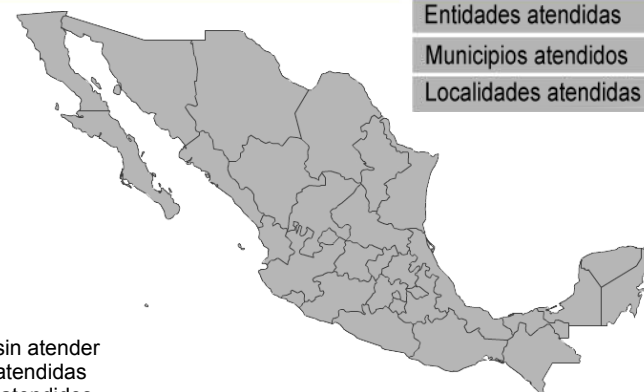 Entidades atendidas
Municipios atendidos
Localidades atendidas
sin atender
atendidas